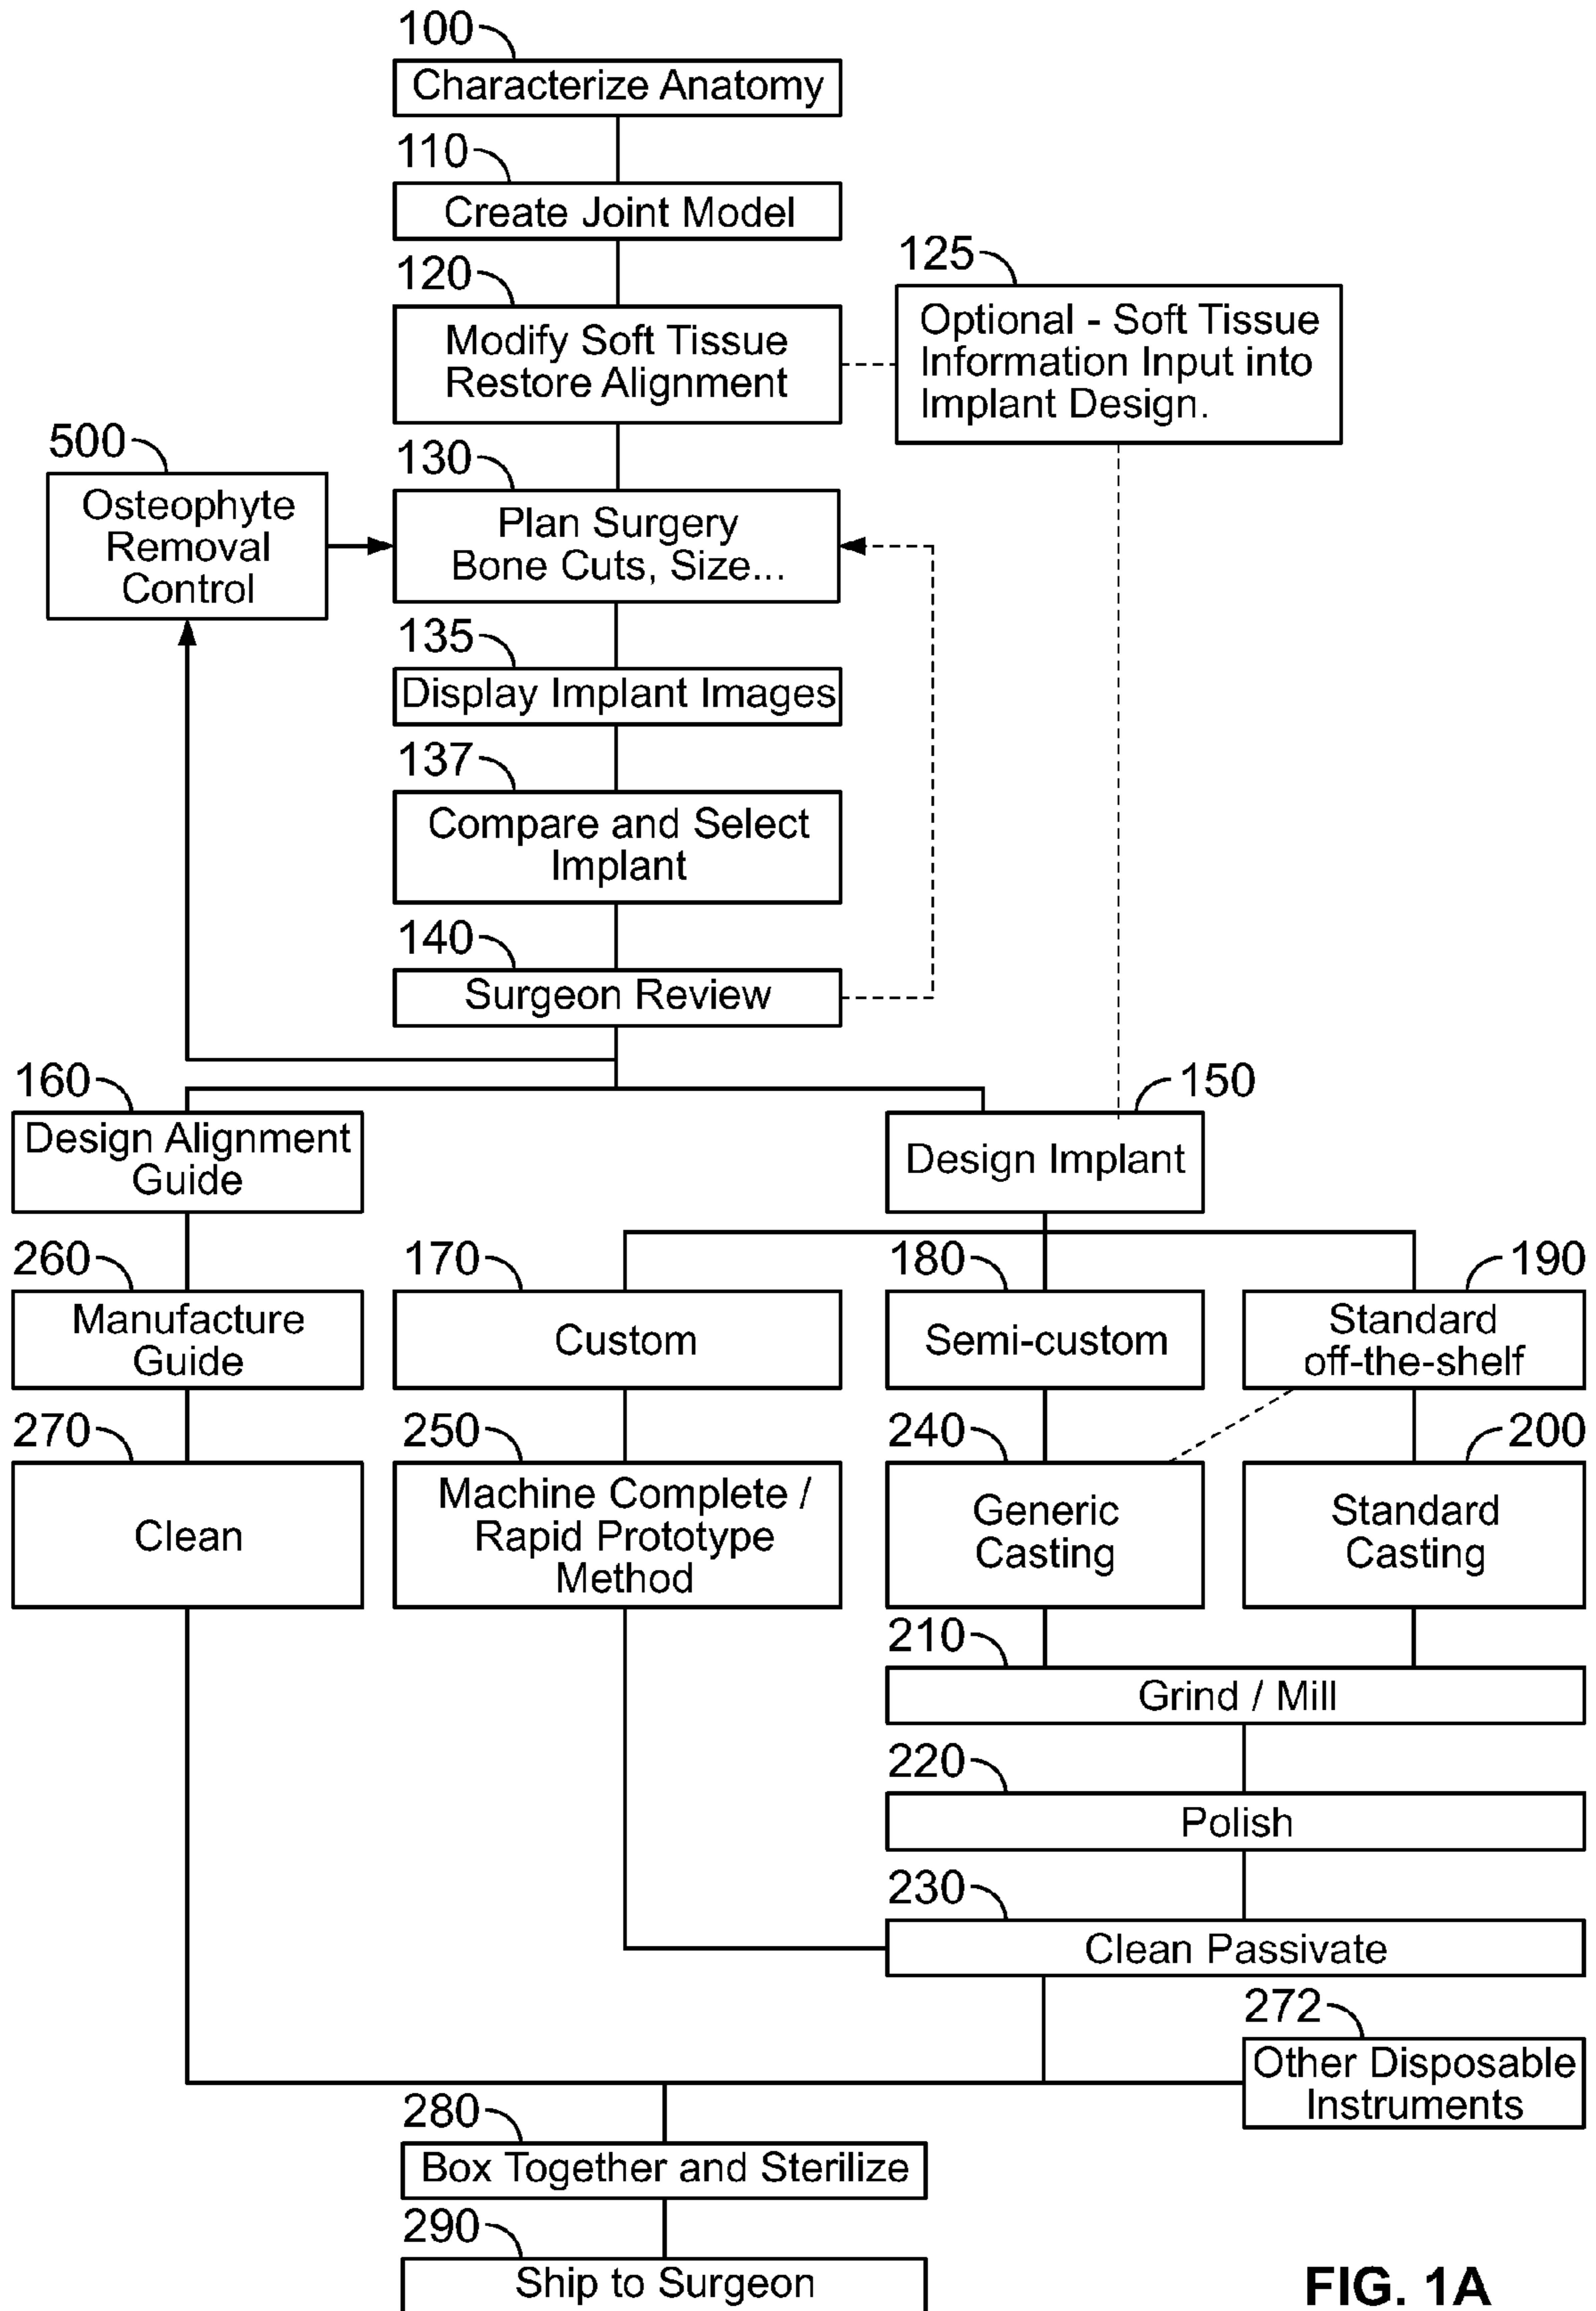 100
Characterize Anatomy
110
Create Joint Model
120
Modify Soft Tissue
Restore Alignment
125
Optional - Soft Tissue
Information Input into
Implant Design.
500
Osteophyte
Removal
Control
130
Plan Surgery
Bone Cuts, Size...
135
Display Implant Images
137
Compare and Select
Implant
140
Surgeon Review
160
Design Alignment
Guide
150
Design Implant
260
Manufacture
Guide
170
Custom
180
Semi-custom
190
Standard
off-the-shelf
270
Clean
250
Machine Complete /
Rapid Prototype
Method
240
Generic
Casting
200
Standard
Casting
210
Grind / Mill
220
Polish
230
Clean Passivate
272
Other Disposable
Instruments
280
Box Together and Sterilize
290
Ship to Surgeon
FIG. 1A